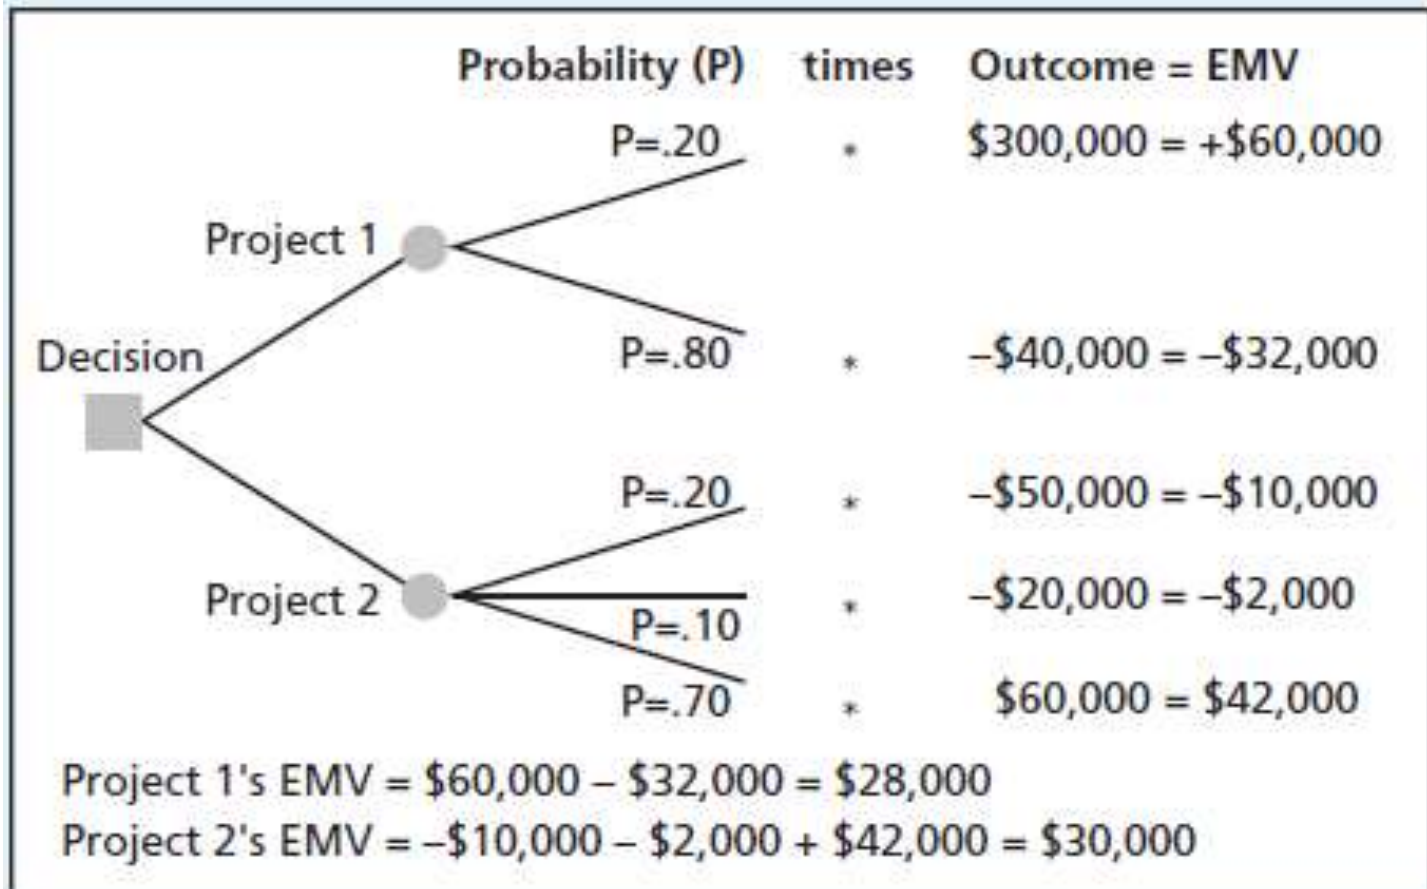 Probability (P) times Outcome = EMV
P=.20 * $300,000 = +$60,000
Project 1
P=.80 * –$40,000 = –$32,000
Decision
P=.20 * –$50,000 = –$10,000
Project 2 * –$20,000 = –$2,000
P=.10
P=.70 * $60,000 = $42,000
Project 1's EMV = $60,000 – $32,000 = $28,000
Project 2's EMV = –$10,000 – $2,000 + $42,000 = $30,000